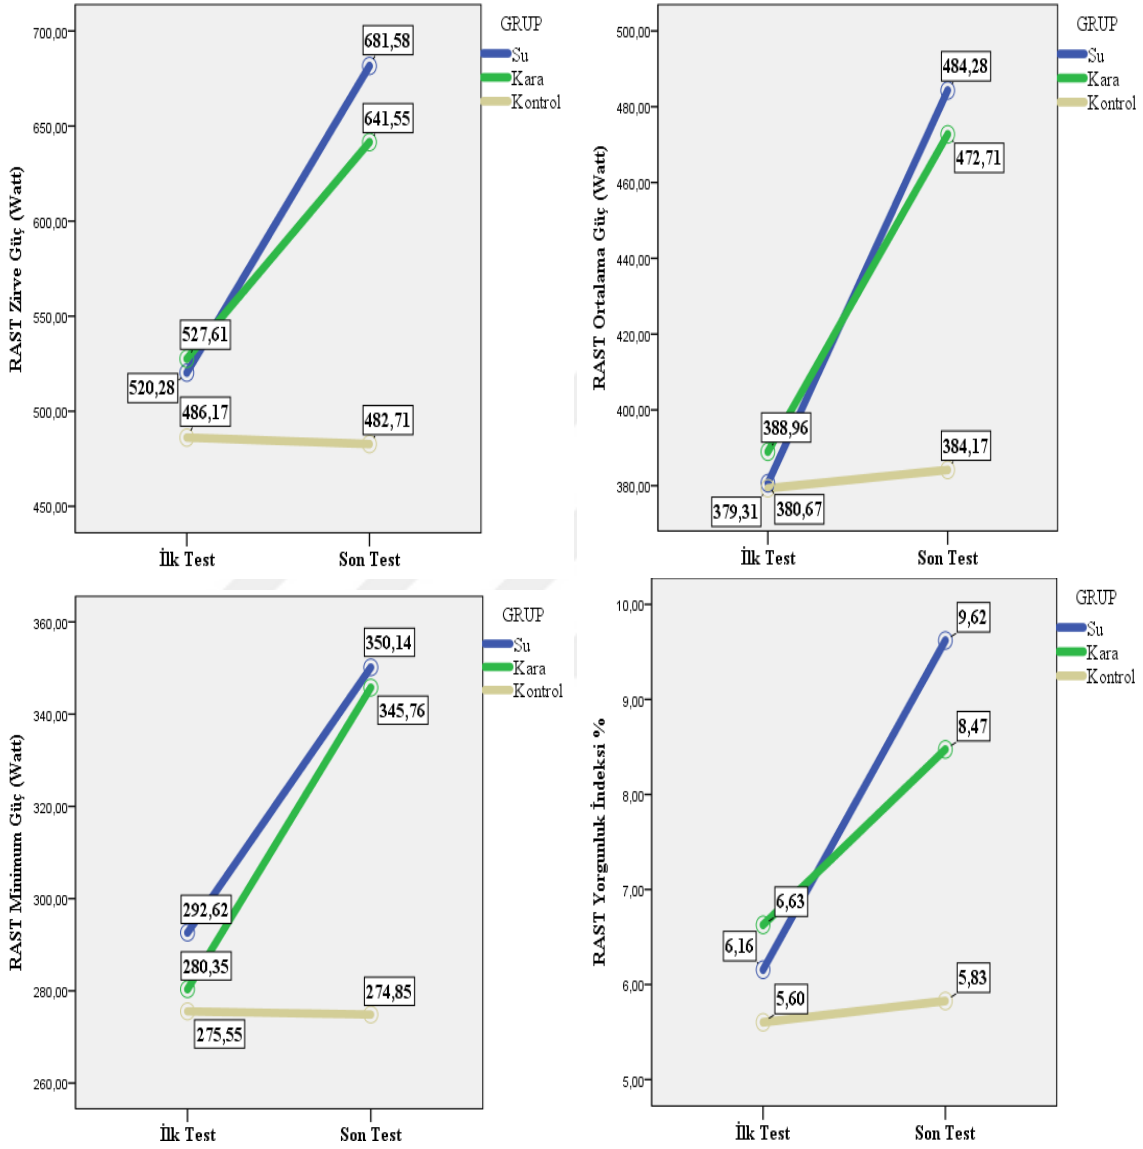 RAST Zirve Güç (Watt)
700,00
650,00
600,00
550,00
500,00
450,00
681,58
641,55
527,61
520,28
486,17
482,71
İlk Test
Son Test
GRUP
Su
Kara
Kontrol
RAST Ortalama Güç (Watt)
500,00
480,00
460,00
440,00
420,00
400,00
380,00
484,28
472,71
388,96
384,17
379,31
380,67
İlk Test
Son Test
GRUP
Su
Kara
Kontrol
RAST Minimum Güç (Watt)
360,00
340,00
320,00
300,00
280,00
260,00
350,14
345,76
292,62
280,35
274,85
275,55
İlk Test
Son Test
GRUP
Su
Kara
Kontrol
RAST Yorgunluk İndeksi %
10,00
9,00
8,00
7,00
6,00
5,00
9,62
8,47
6,63
6,16
5,83
5,60
İlk Test
Son Test
GRUP
Su
Kara
Kontrol